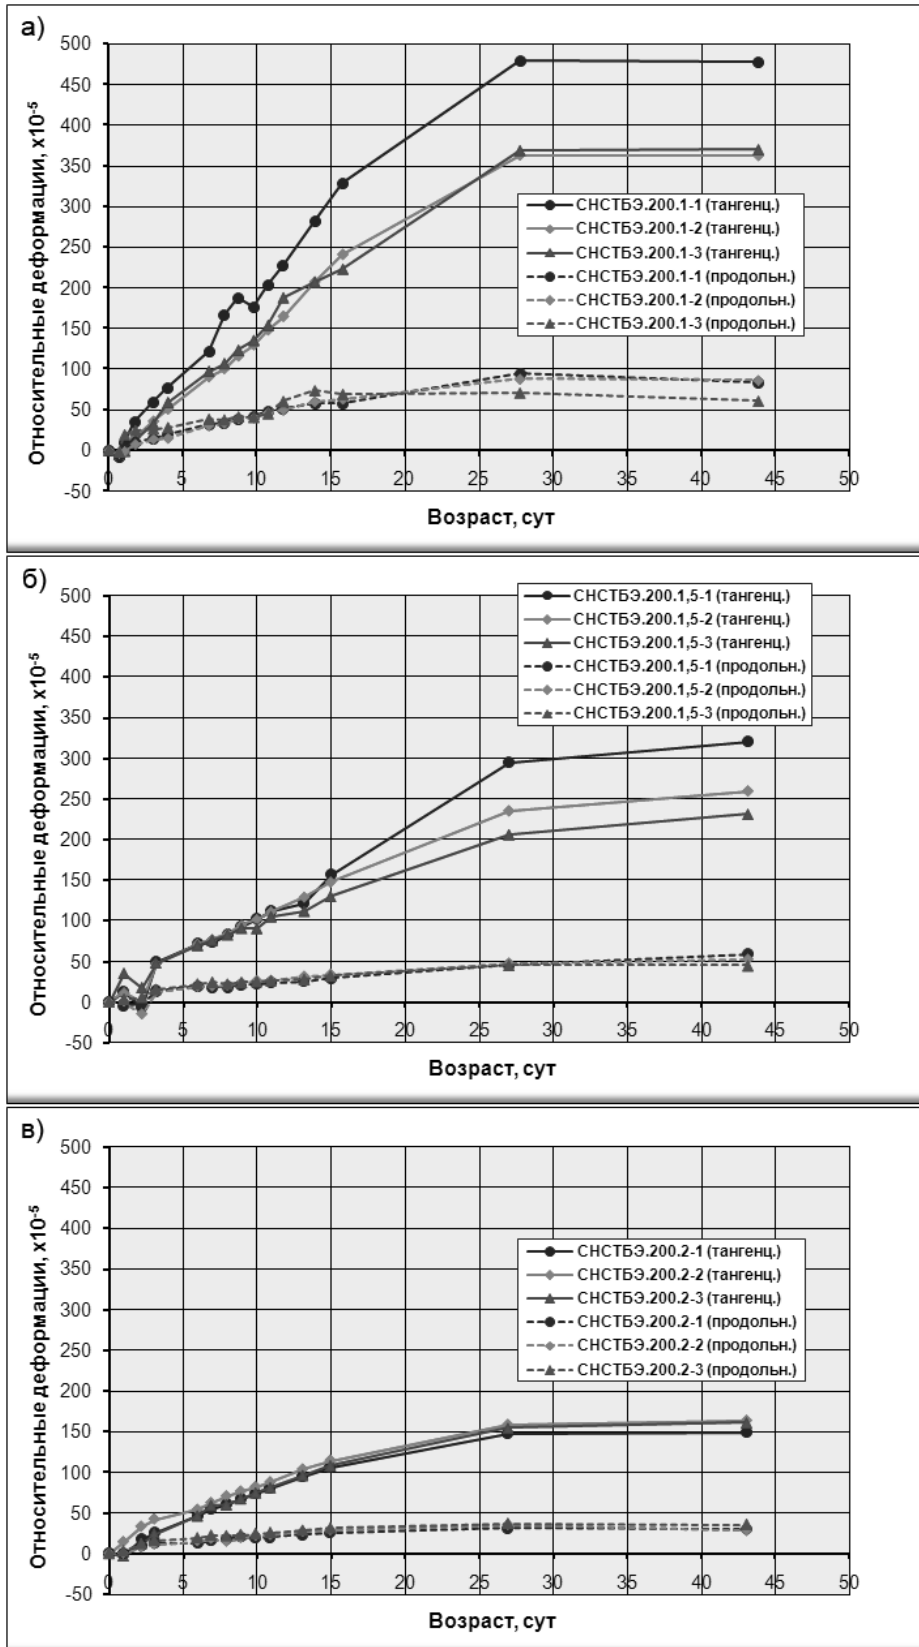 а)
Относительные деформации, х10⁻⁵
500
450
400
350
300
250
200
150
100
50
0
-50
0 5 10 15 20 25 30 35 40 45 50
Возраст, сут
СНСТБЭ.200.1-1 (тангенц.)
СНСТБЭ.200.1-2 (тангенц.)
СНСТБЭ.200.1-3 (тангенц.)
СНСТБЭ.200.1-1 (продольн.)
СНСТБЭ.200.1-2 (продольн.)
СНСТБЭ.200.1-3 (продольн.)
б)
Относительные деформации, х10⁻⁵
500
450
400
350
300
250
200
150
100
50
0
-50
0 5 10 15 20 25 30 35 40 45 50
Возраст, сут
СНСТБЭ.200.1,5-1 (тангенц.)
СНСТБЭ.200.1,5-2 (тангенц.)
СНСТБЭ.200.1,5-3 (тангенц.)
СНСТБЭ.200.1,5-1 (продольн.)
СНСТБЭ.200.1,5-2 (продольн.)
СНСТБЭ.200.1,5-3 (продольн.)
в)
Относительные деформации, х10⁻⁵
500
450
400
350
300
250
200
150
100
50
0
-50
0 5 10 15 20 25 30 35 40 45 50
Возраст, сут
СНСТБЭ.200.2-1 (тангенц.)
СНСТБЭ.200.2-2 (тангенц.)
СНСТБЭ.200.2-3 (тангенц.)
СНСТБЭ.200.2-1 (продольн.)
СНСТБЭ.200.2-2 (продольн.)
СНСТБЭ.200.2-3 (продольн.)